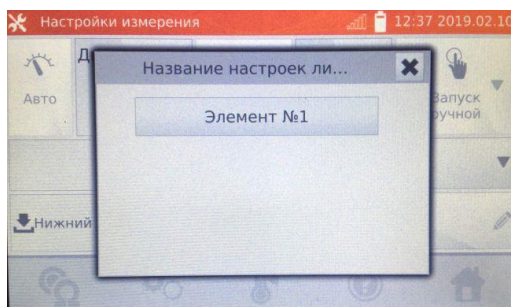 Настройки измерения 12:37 2019.02.10
Название настроек ли...
Авто
Элемент №1
Запуск
ручной
Нижний